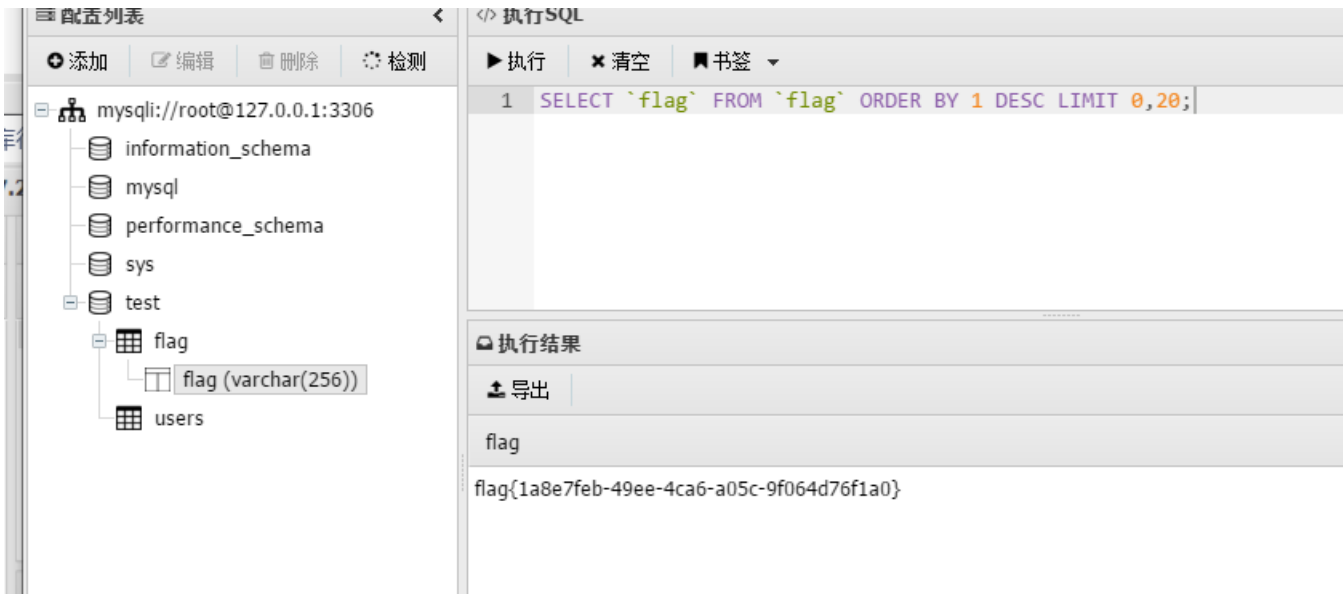 配置列表
添加 编辑 删除 检测
mysqli://root@127.0.0.1:3306
information_schema
mysql
performance_schema
sys
test
flag
flag (varchar(256))
users
执行SQL
执行 清空 书签
1 SELECT `flag` FROM `flag` ORDER BY 1 DESC LIMIT 0,20;
执行结果
导出
flag
flag{1a8e7feb-49ee-4ca6-a05c-9f064d76f1a0}